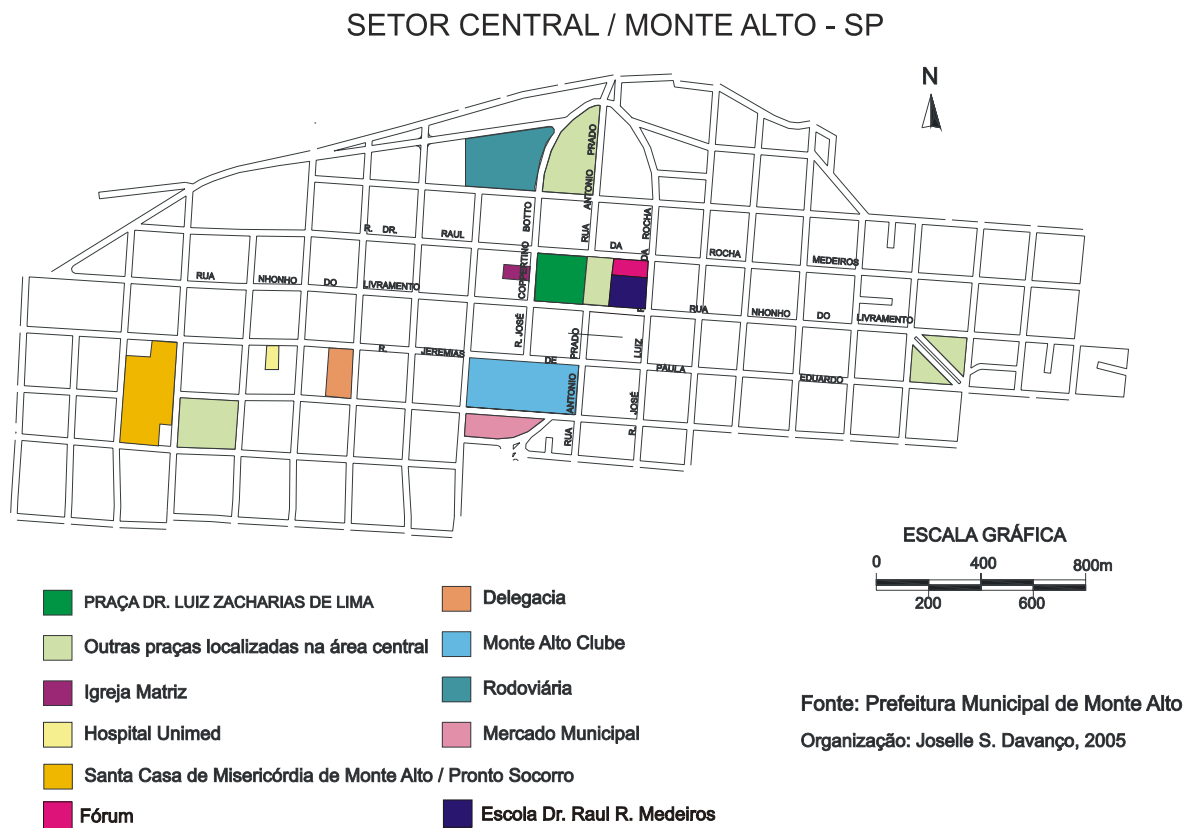 SETOR CENTRAL / MONTE ALTO - SP
N
RUA ANTONIO PRADO
R. DR. RAUL DA ROCHA MEDEIROS
R. JOSÉ COPPERTINO BOTTO
DA ROCHA
RUA NHONHO DO LIVRAMENTO
RUA NHONHO DO LIVRAMENTO
R. JEREMIAS DE PAULA EDUARDO
RUA ANTONIO PRADO
R. JOSÉ LUIZ
ESCALA GRÁFICA
0 400 800m
200 600
PRAÇA DR. LUIZ ZACHARIAS DE LIMA
Outras praças localizadas na área central
Igreja Matriz
Hospital Unimed
Santa Casa de Misericórdia de Monte Alto / Pronto Socorro
Fórum
Delegacia
Monte Alto Clube
Rodoviária
Mercado Municipal
Escola Dr. Raul R. Medeiros
Fonte: Prefeitura Municipal de Monte Alto
Organização: Joselle S. Davanço, 2005